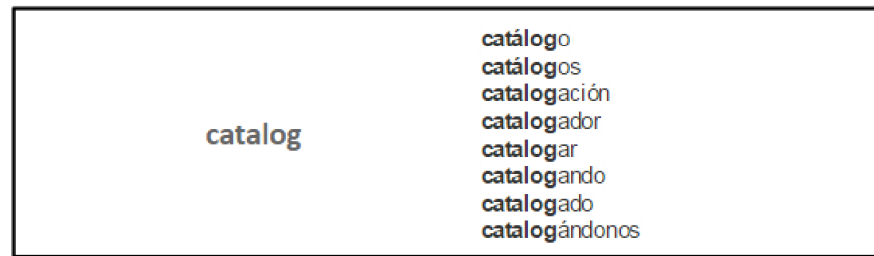 catalog
catálogo
catálogos
catalogación
catalogador
catalogar
catalogando
catalogado
catalogándonos